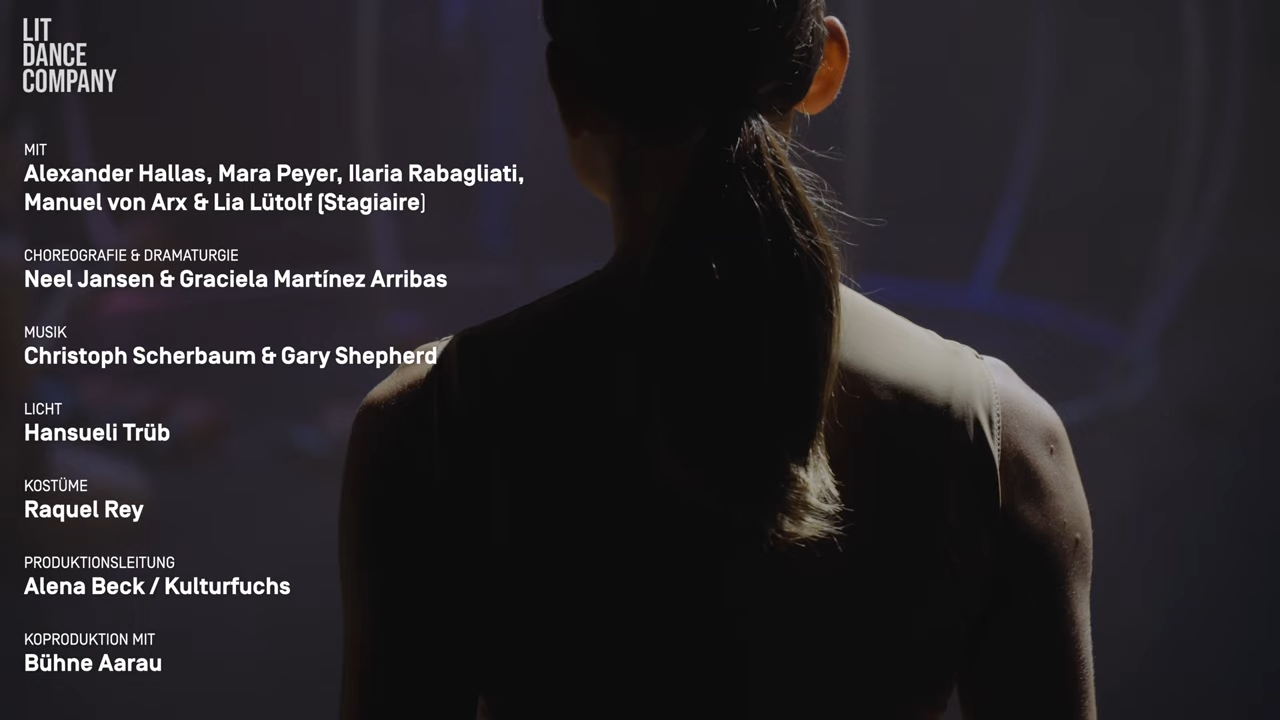 LIT
DANCE
COMPANY
MIT
Alexander Hallas, Mara Peyer, Ilaria Rabagliati,
Manuel von Arx & Lia Lütolf (Stagiaire)
CHOREOGRAFIE & DRAMATURGIE
Neel Jansen & Graciela Martínez Arribas
MUSIK
Christoph Scherbaum & Gary Shepherd
LICHT
Hansueli Trüb
KOSTÜME
Raquel Rey
PRODUKTIONSLEITUNG
Alena Beck / Kulturfuchs
KOPRODUKTION MIT
Bühne Aarau